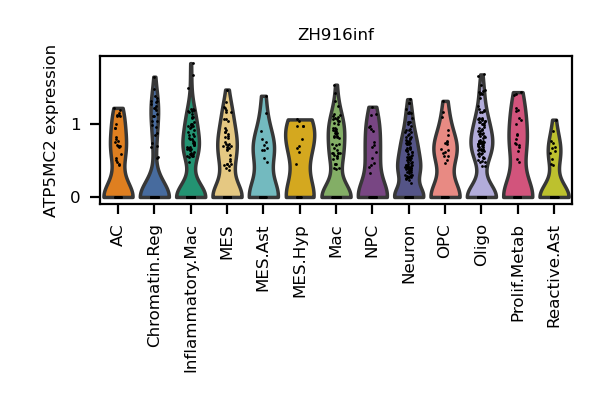 ZH916inf
ATP5MC2 expression
1
0
AC
Chromatin.Reg
Inflammatory.Mac
MES
MES.Ast
MES.Hyp
Mac
NPC
Neuron
OPC
Oligo
Prolif.Metab
Reactive.Ast